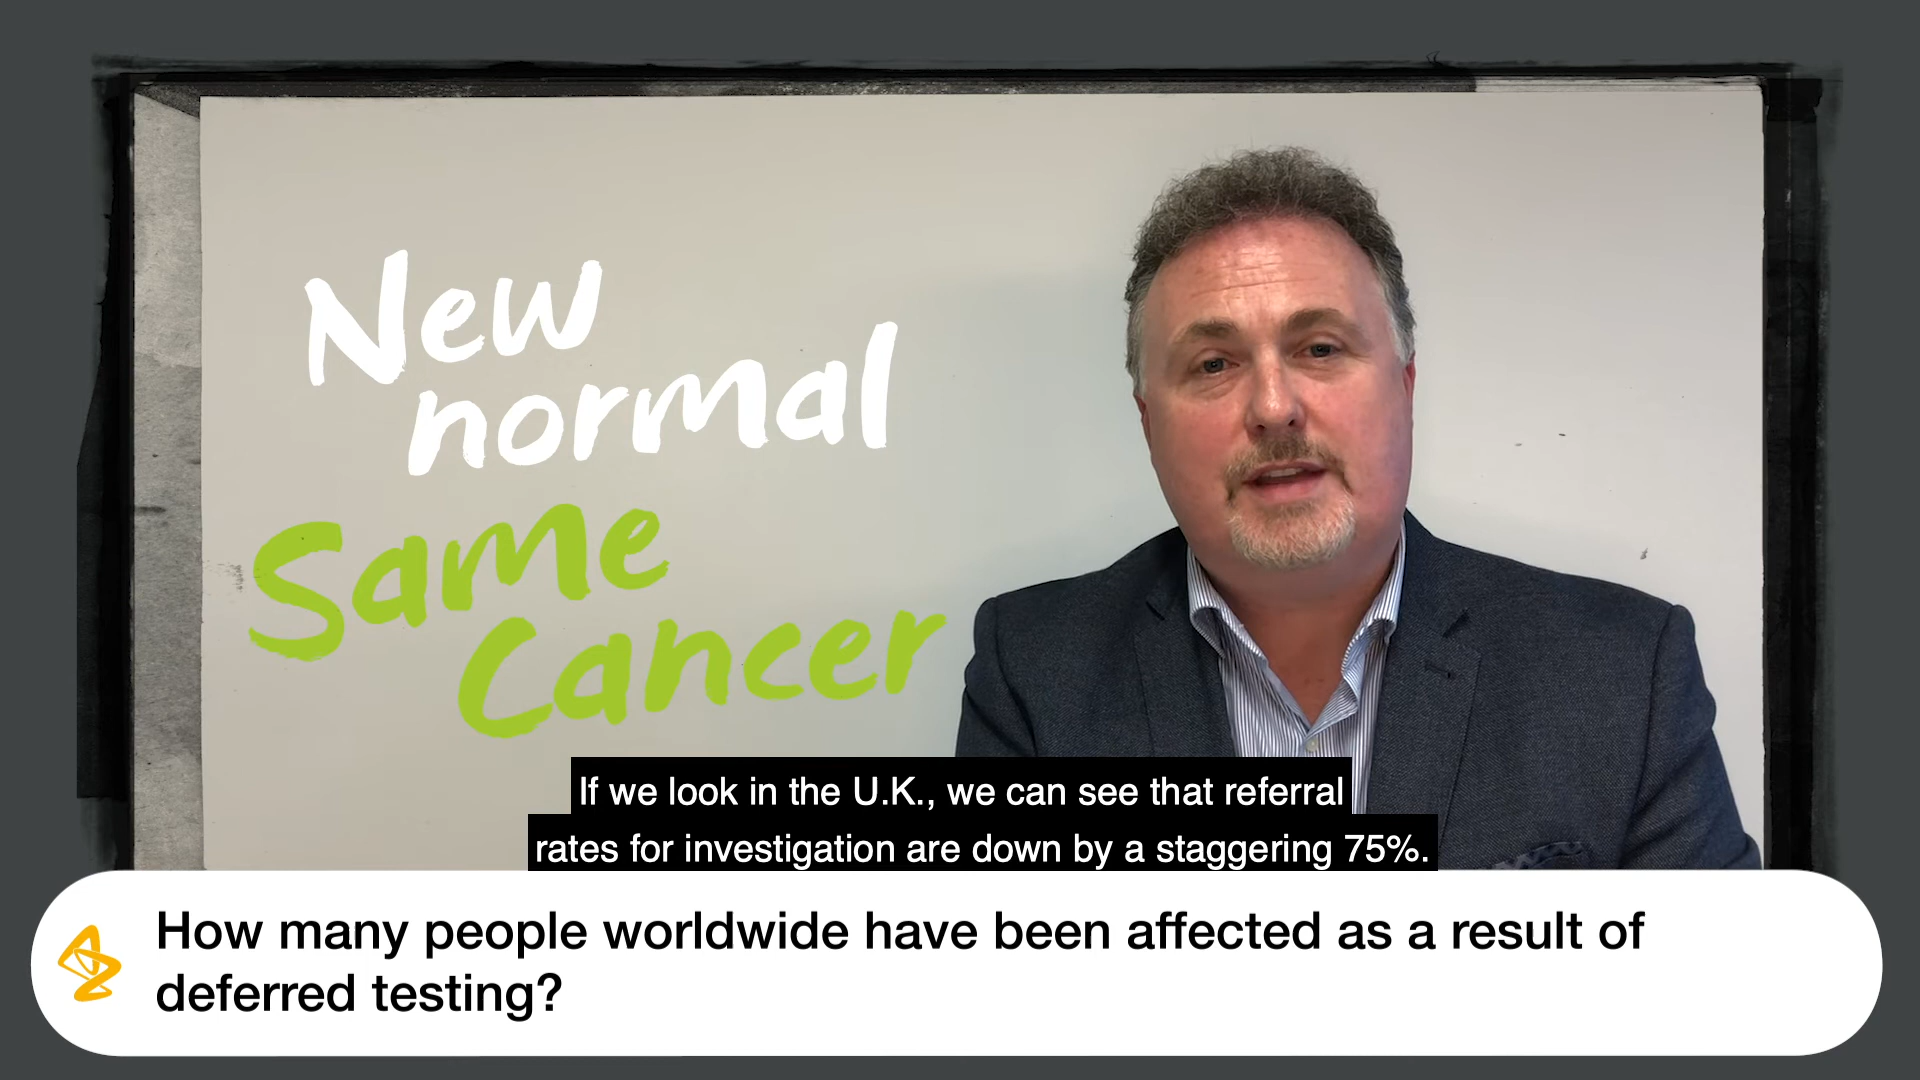 New
normal
Same
Cancer
If we look in the U.K., we can see that referral
rates for investigation are down by a staggering 75%.
How many people worldwide have been affected as a result of
deferred testing?